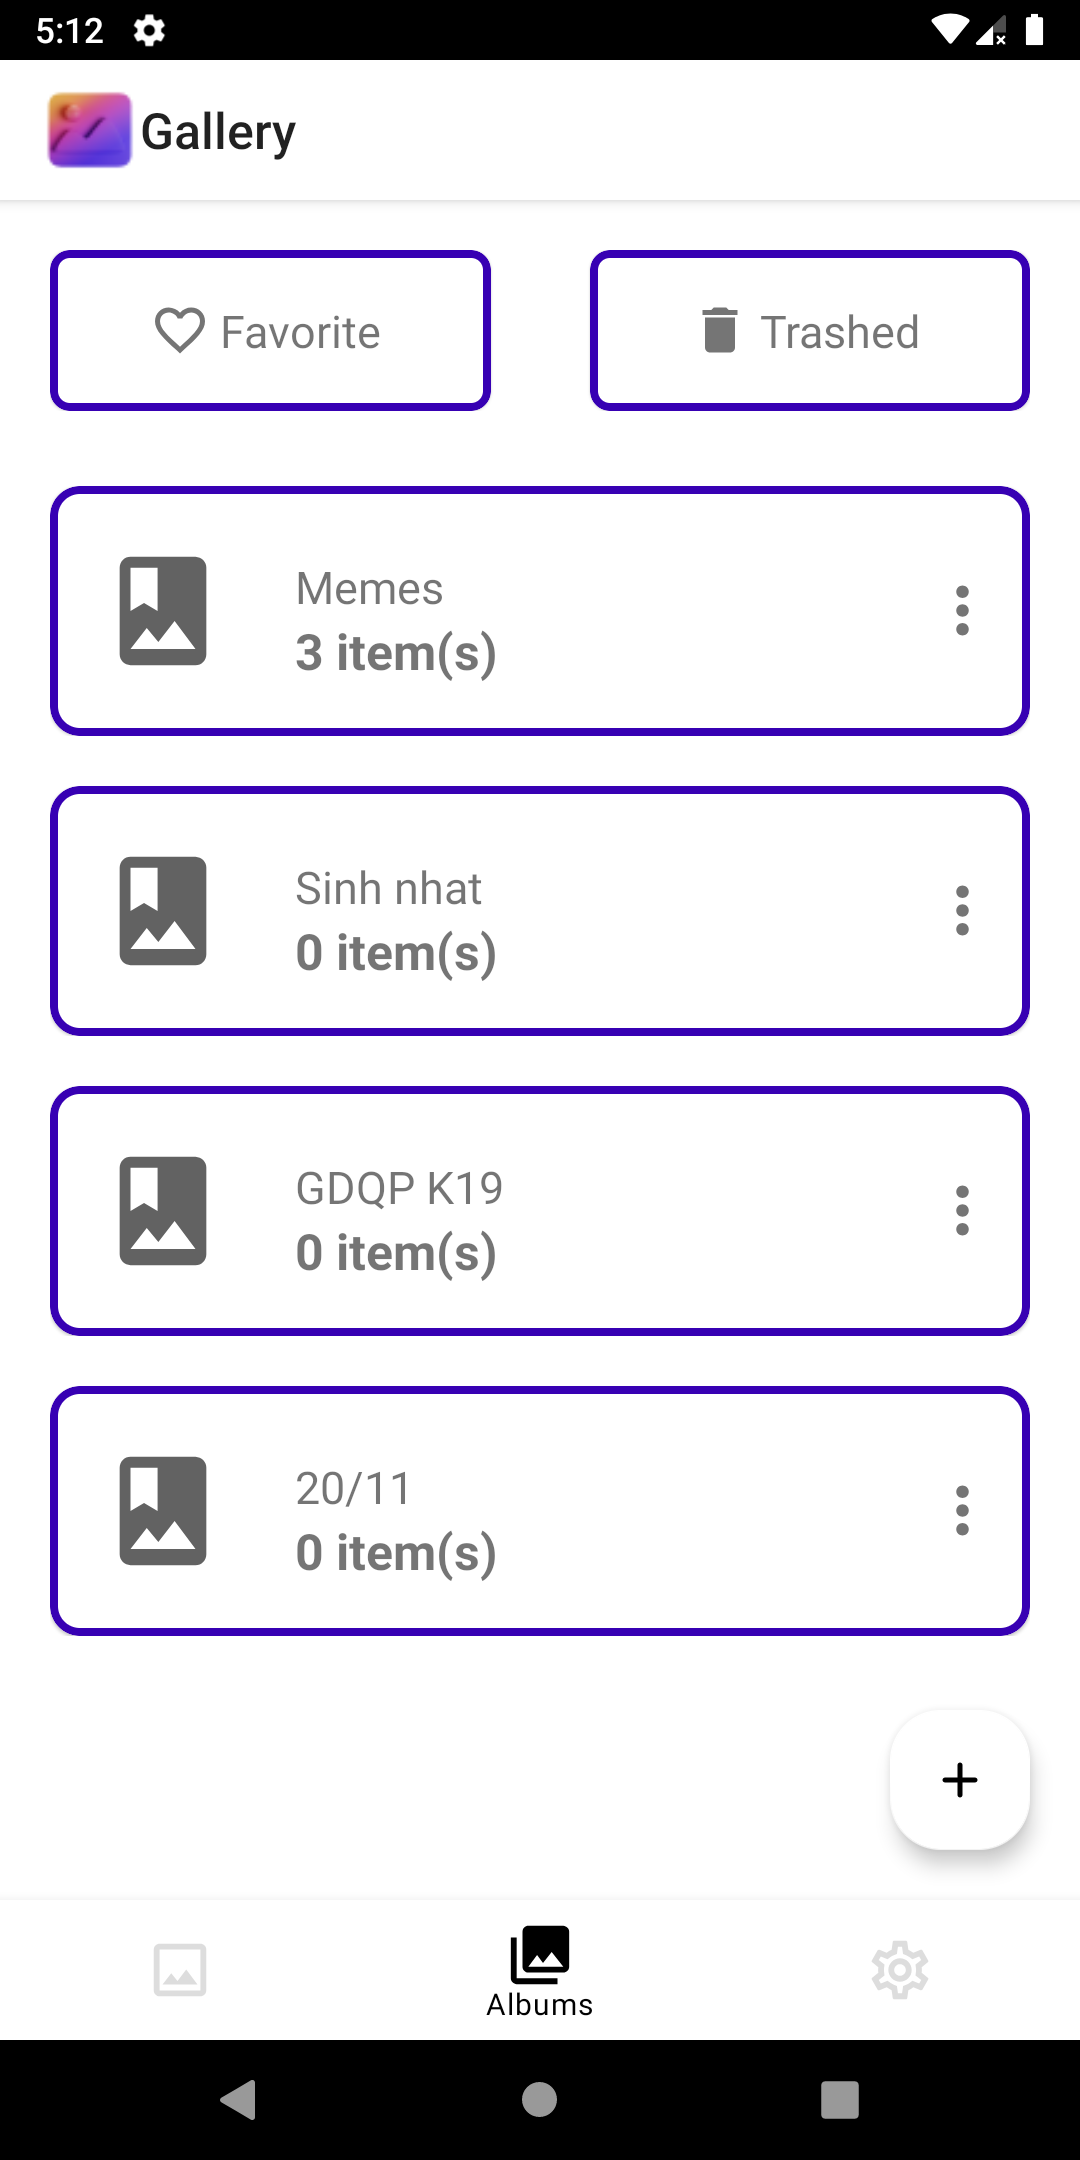 5:12
Gallery
Favorite
Trashed
Memes
3 item(s)
Sinh nhat
0 item(s)
GDQP K19
0 item(s)
20/11
0 item(s)
Albums